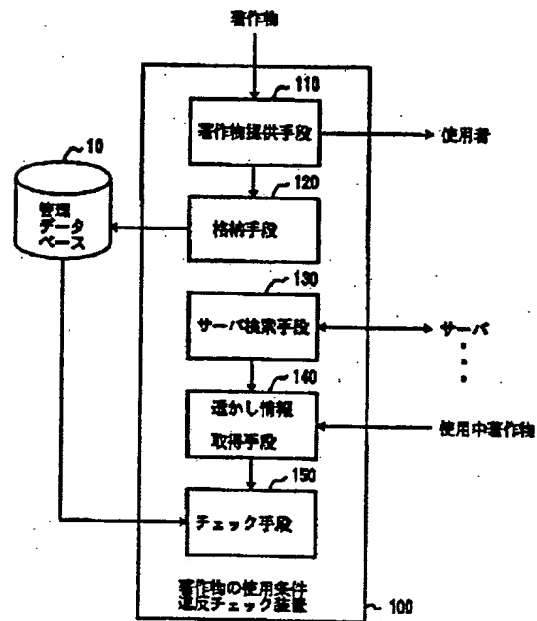 著作物
110
著作物提供手段
使用者
10
管理
データ
ベース
120
格納手段
130
サーバ検索手段
サーバ
140
透かし情報
取得手段
使用中著作物
150
チェック手段
著作物の使用条件
違反チェック装置
100